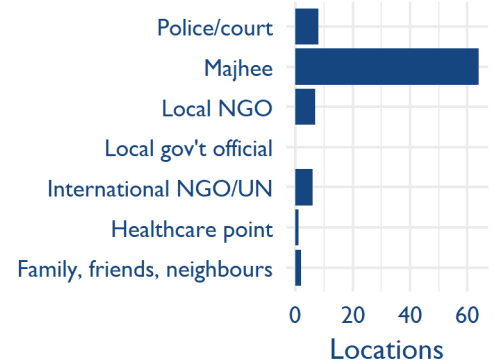 Police/court
Majhee
Local NGO
Local gov't official
International NGO/UN
Healthcare point
Family, friends, neighbours
0 20 40 60
Locations